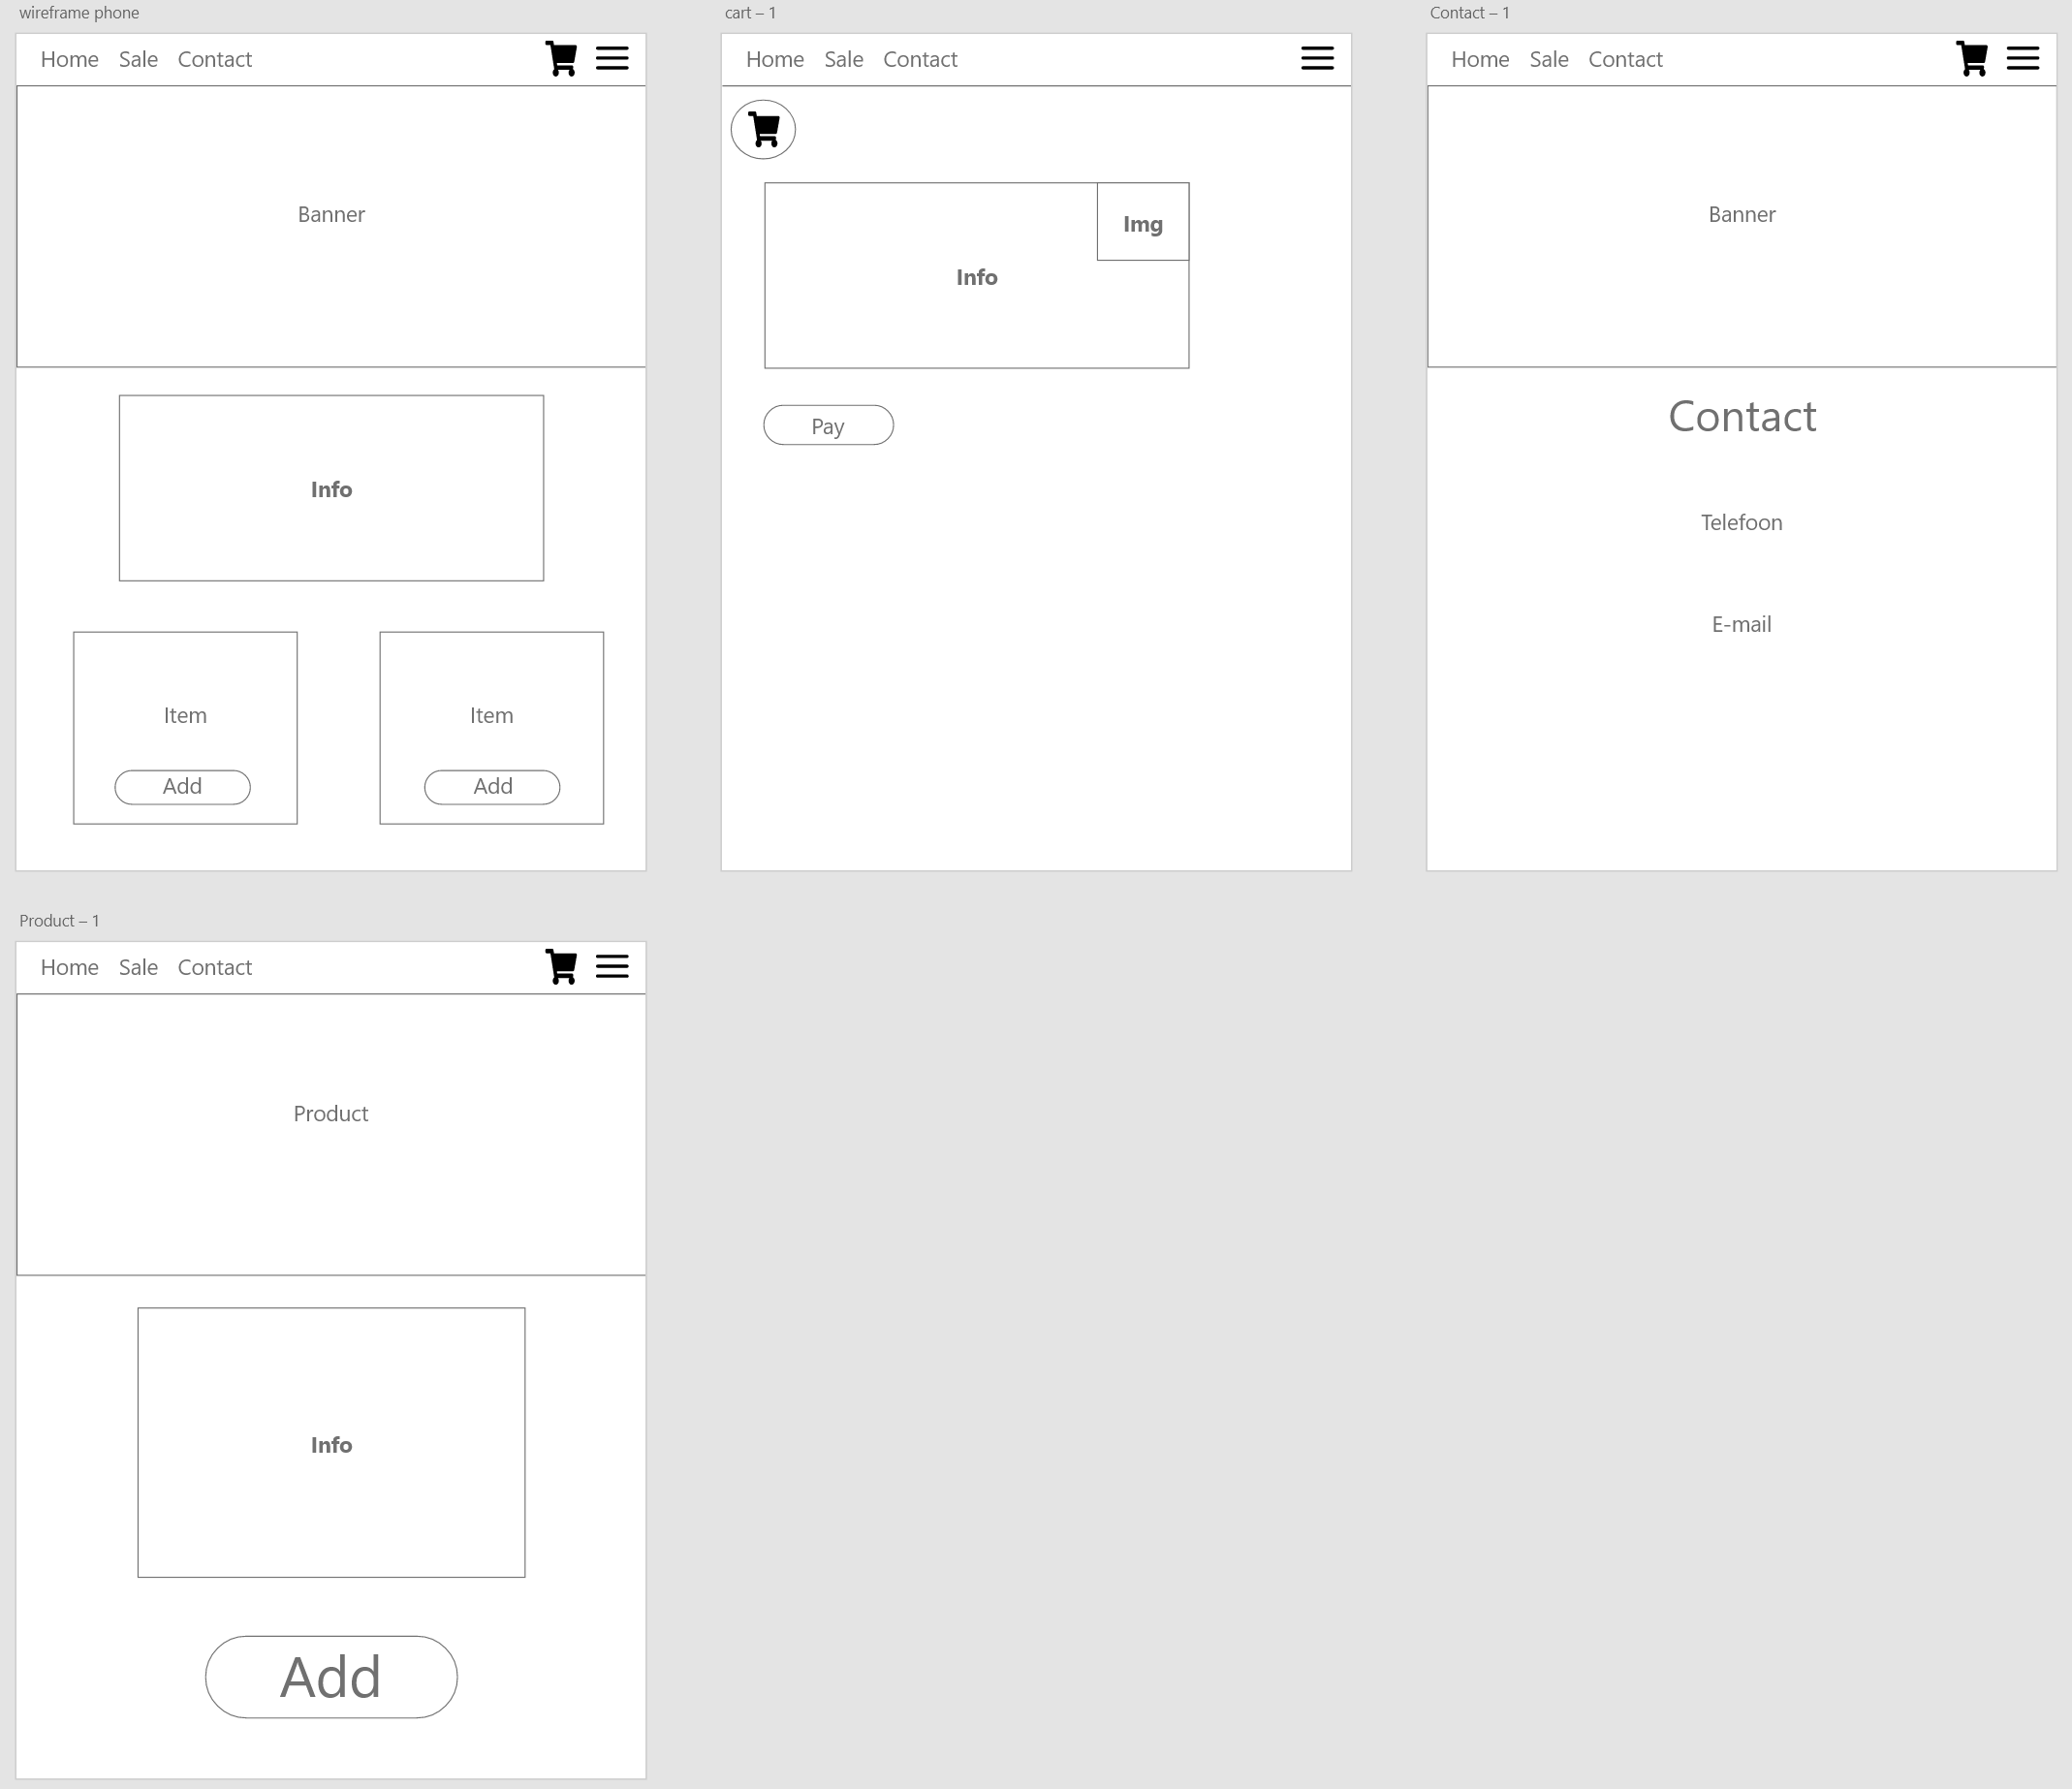 wireframe phone
Home Sale Contact
Banner
Info
Item
Add
Item
Add
cart – 1
Home Sale Contact
Img
Info
Pay
Contact – 1
Home Sale Contact
Banner
Contact
Telefoon
E-mail
Product – 1
Home Sale Contact
Product
Info
Add